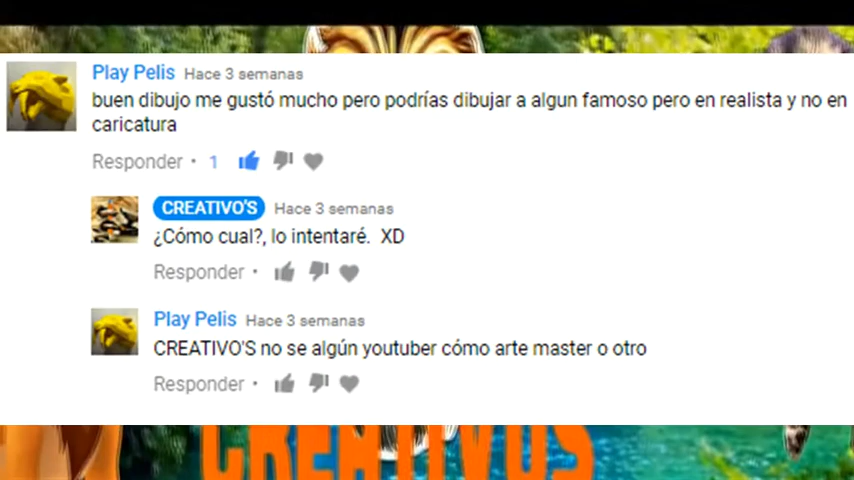 Play Pelis Hace 3 semanas
buen dibujo me gustó mucho pero podrías dibujar a algun famoso pero en realista y no en
caricatura
Responder · 1
CREATIVO'S Hace 3 semanas
¿Cómo cual?, lo intentaré. XD
Responder ·
Play Pelis Hace 3 semanas
CREATIVO'S no se algún youtuber cómo arte master o otro
Responder ·
CREATIVOS